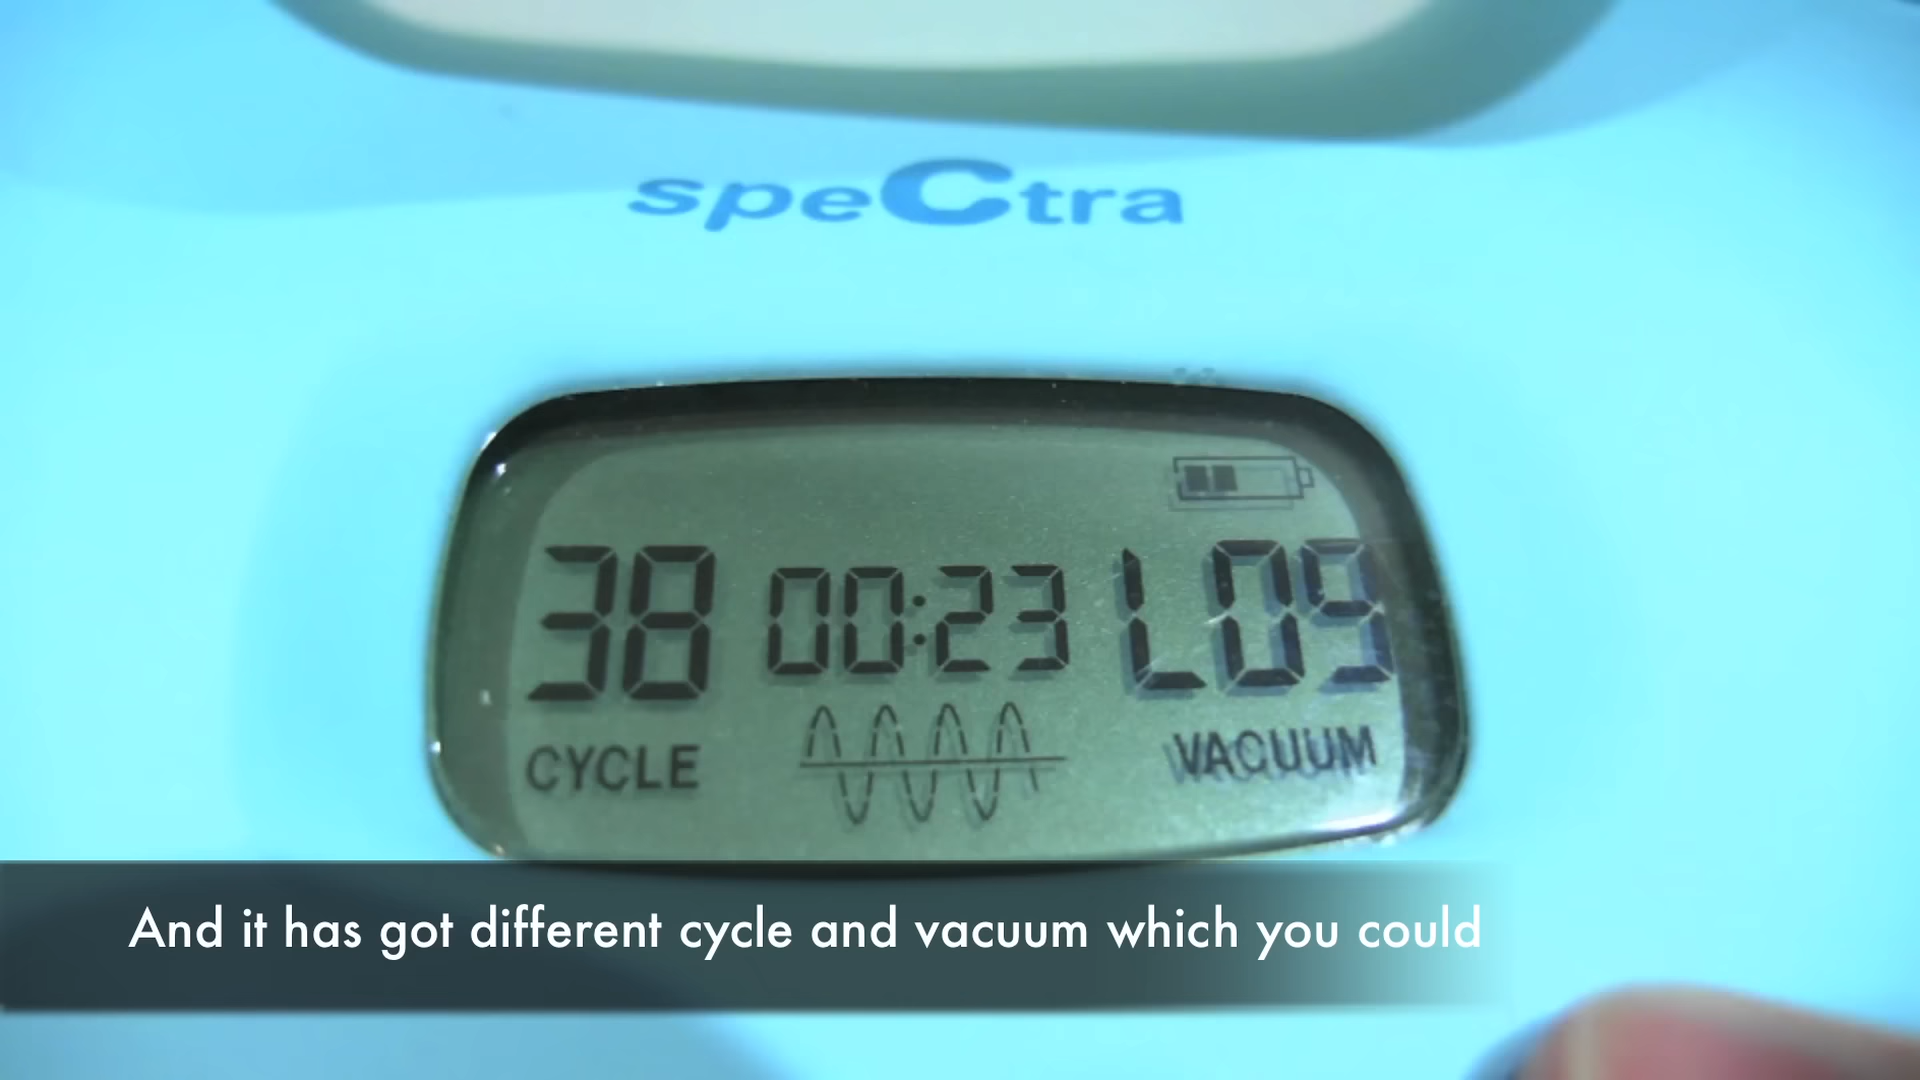 speCtra
38 00:23 L09
CYCLE VACUUM
And it has got different cycle and vacuum which you could